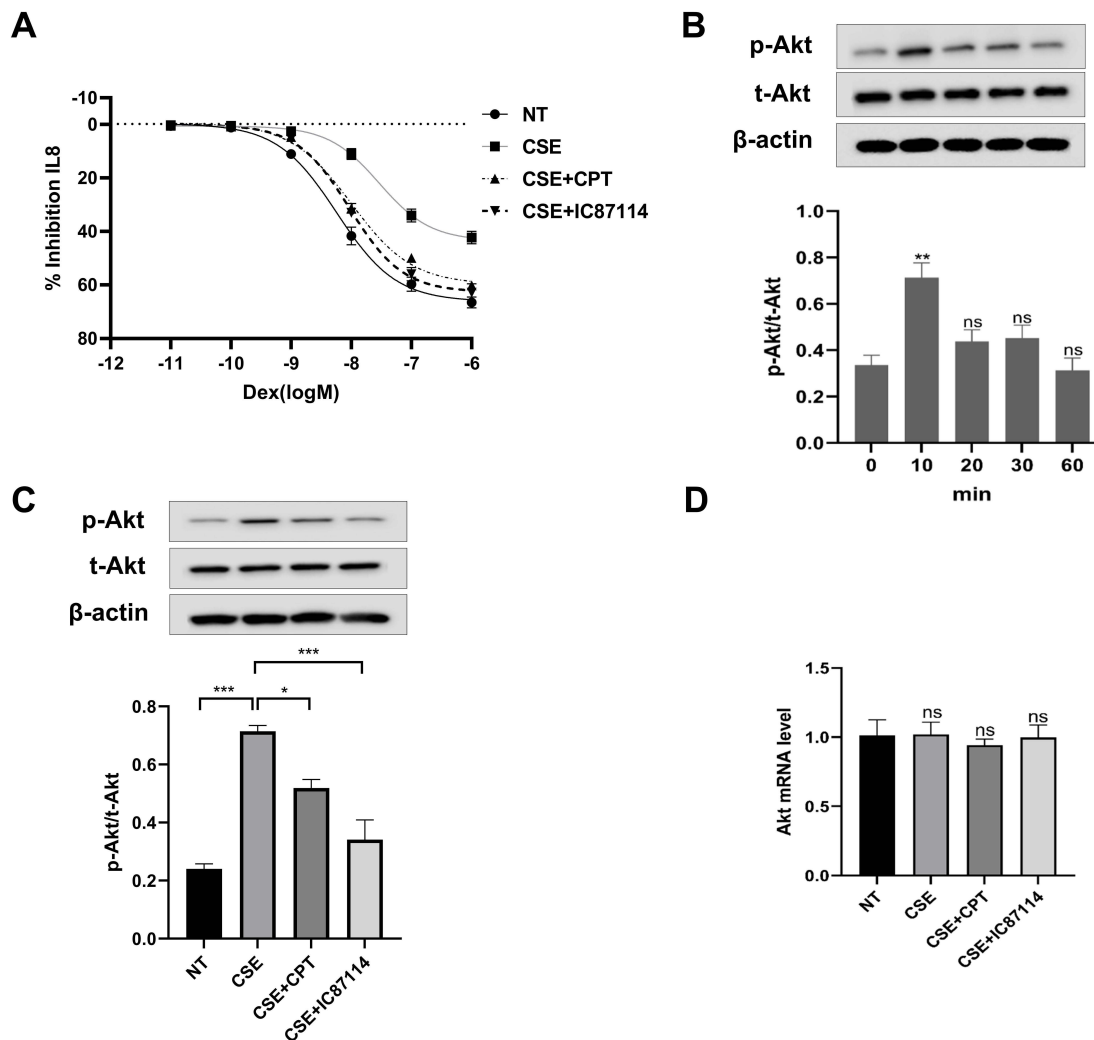 A
-10
0
20
40
60
80
% Inhibition IL8
-12 -11 -10 -9 -8 -7 -6
Dex(logM)
NT
CSE
CSE+CPT
CSE+IC87114
B
p-Akt
t-Akt
β-actin
1.0
0.8
0.6
0.4
0.2
0.0
p-Akt/t-Akt
** ns ns ns
0 10 20 30 60
min
C
p-Akt
t-Akt
β-actin
***
*** *
0.8
0.6
0.4
0.2
0.0
p-Akt/t-Akt
NT
CSE
CSE+CPT
CSE+IC87114
D
1.5
1.0
0.5
0.0
Akt mRNA level
ns ns ns
NT
CSE
CSE+CPT
CSE+IC87114